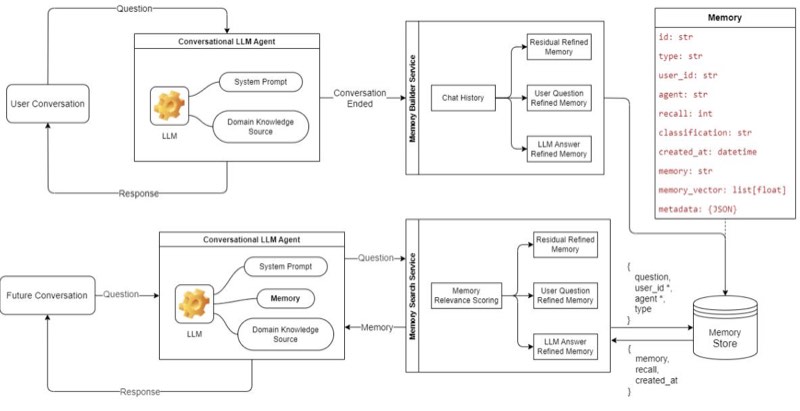 Question
Conversational LLM Agent
System Prompt
LLM
Domain Knowledge
Source
User Conversation
Response
Conversation
Ended
Memory Builder Service
Chat History
Residual Refined
Memory
User Question
Refined Memory
LLM Answer
Refined Memory
Memory
id: str
type: str
user_id: str
agent: str
recall: int
classification: str
created_at: datetime
memory: str
memory_vector: list[float]
metadata: {JSON}
Future Conversation
Question
Conversational LLM Agent
System Prompt
Memory
LLM
Domain Knowledge
Source
Response
Question
Memory
Memory Search Service
Memory
Relevance Scoring
Residual Refined
Memory
User Question
Refined Memory
LLM Answer
Refined Memory
{
question,
user_id *,
agent *,
type
}
{
memory,
recall,
created_at
}
Memory
Store